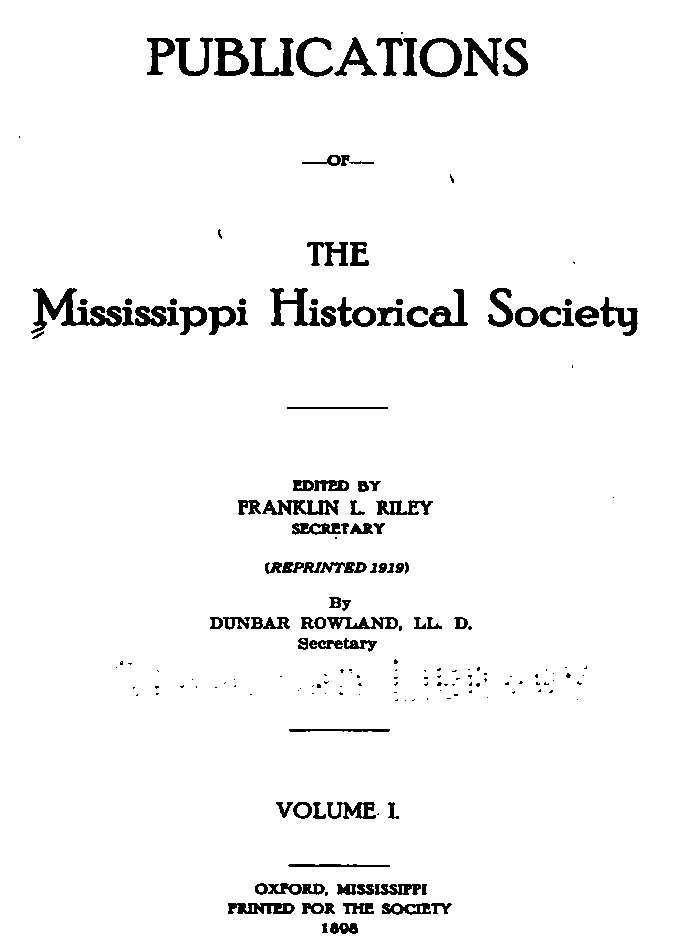 PUBLICATIONS
—OF—
THE
Mississippi Historical Society
EDITED BY
FRANKLIN L. RILEY
SECRETARY
(REPRINTED 1919)
By
DUNBAR ROWLAND, LL. D.
Secretary
VOLUME I.
OXFORD, MISSISSIPPI
PRINTED FOR THE SOCIETY
1898